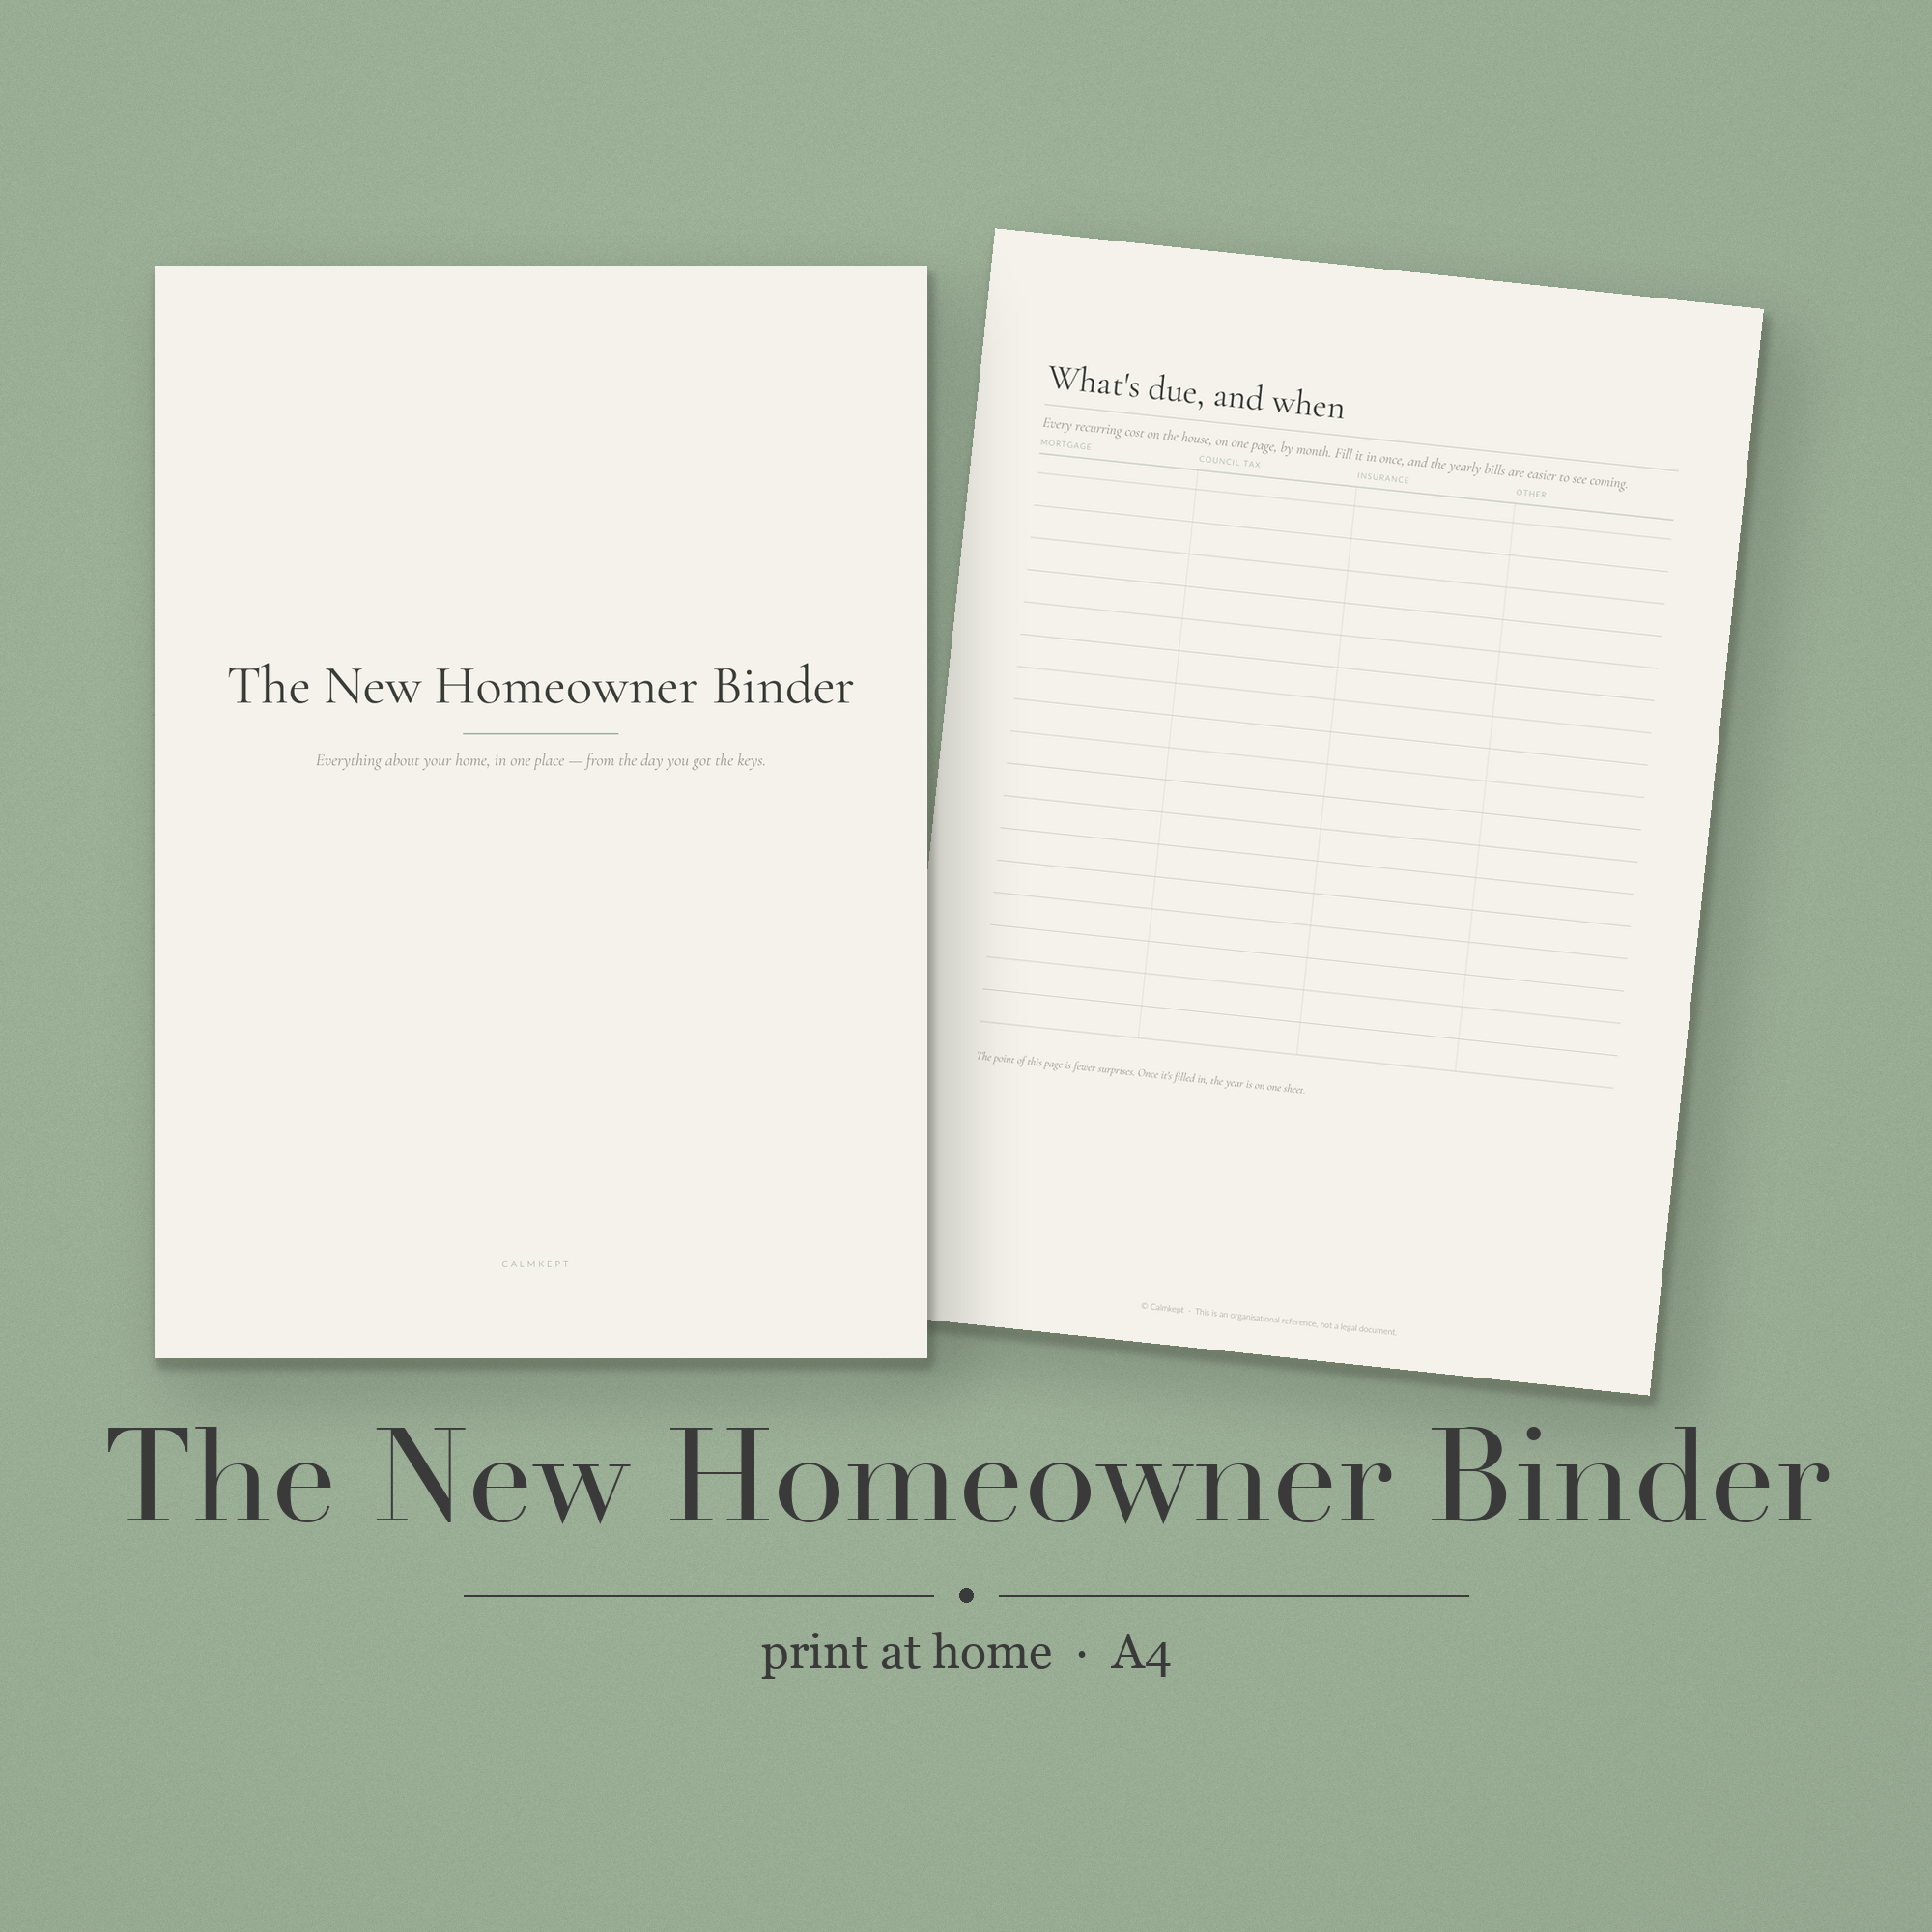 The New Homeowner Binder
Everything about your home, in one place — from the day you got the keys.
CALMKEPT
What's due, and when
Every recurring cost on the house, on one page, by month. Fill it in once, and the yearly bills are easier to see coming.
MORTGAGE COUNCIL TAX INSURANCE OTHER
The point of this page is fewer surprises. Once it's filled in, the year is on one sheet.
© Calmkept · This is an organisational reference, not a legal document.
The New Homeowner Binder
print at home · A4